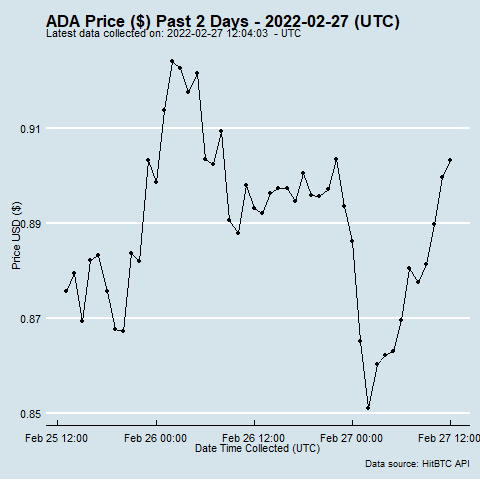 ADA Price ($) Past 2 Days - 2022-02-27 (UTC)
Latest data collected on: 2022-02-27 12:04:03  - UTC
0.91
0.89
0.87
0.85
Price USD ($)
Feb 25 12:00
Feb 26 00:00
Feb 26 12:00
Feb 27 00:00
Feb 27 12:00
Date Time Collected (UTC)
Data source: HitBTC API